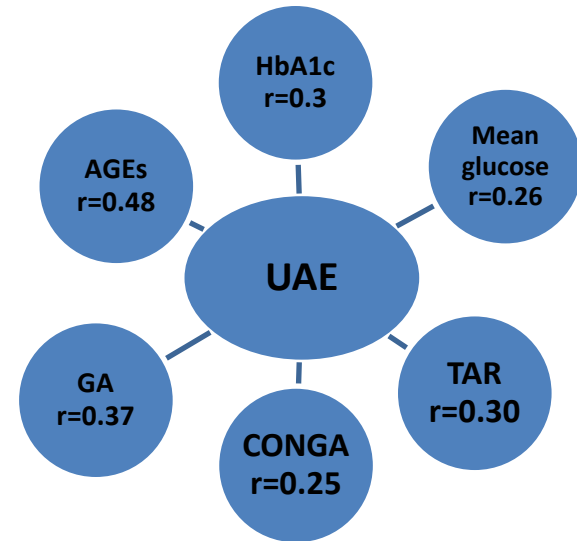 HbA1c
r=0.3
Mean
glucose
r=0.26
AGEs
r=0.48
UAE
GA
r=0.37
TAR
r=0.30
CONGA
r=0.25